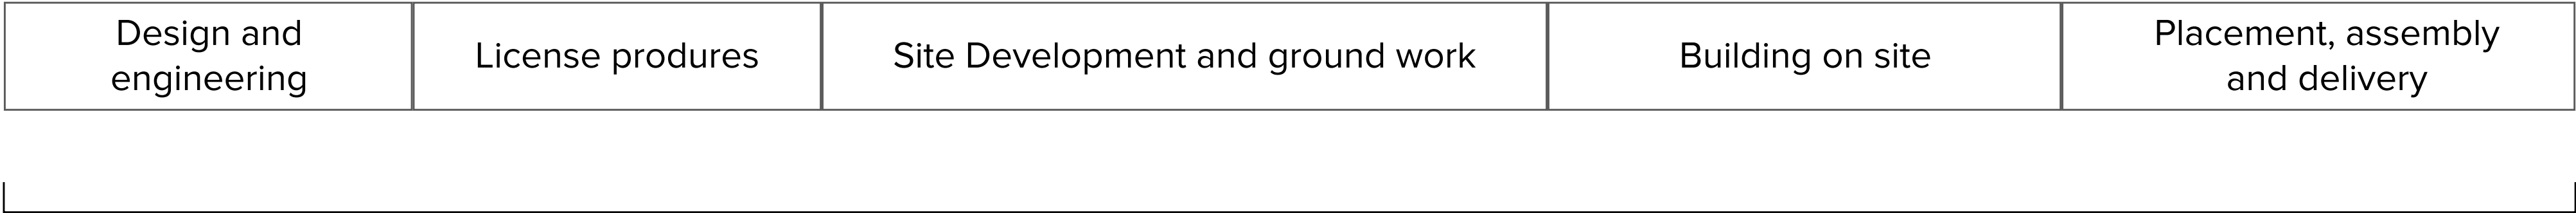 Design and
engineering
License produres
Site Development and ground work
Building on site
Placement, assembly
and delivery